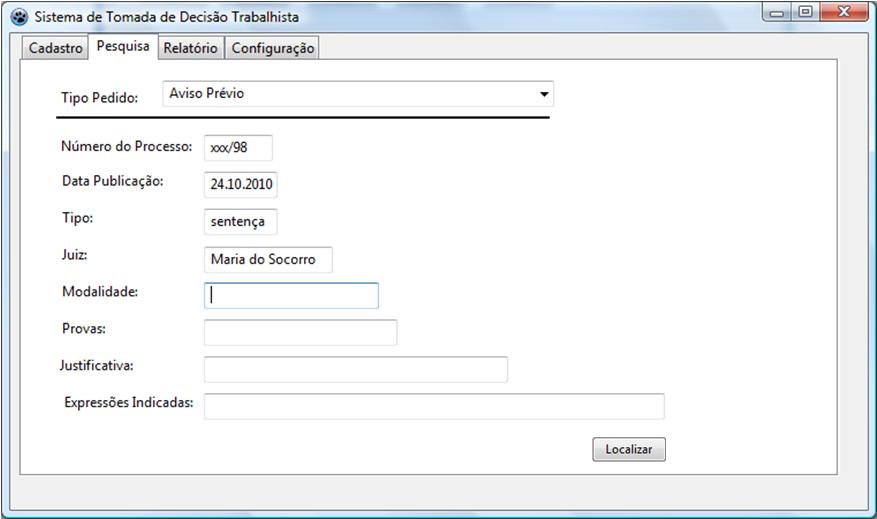 Sistema de Tomada de Decisão Trabalhista
Cadastro Pesquisa Relatório Configuração
Tipo Pedido: Aviso Prévio
Número do Processo: xxx/98
Data Publicação: 24.10.2010
Tipo: sentença
Juiz: Maria do Socorro
Modalidade:
Provas:
Justificativa:
Expressões Indicadas:
Localizar